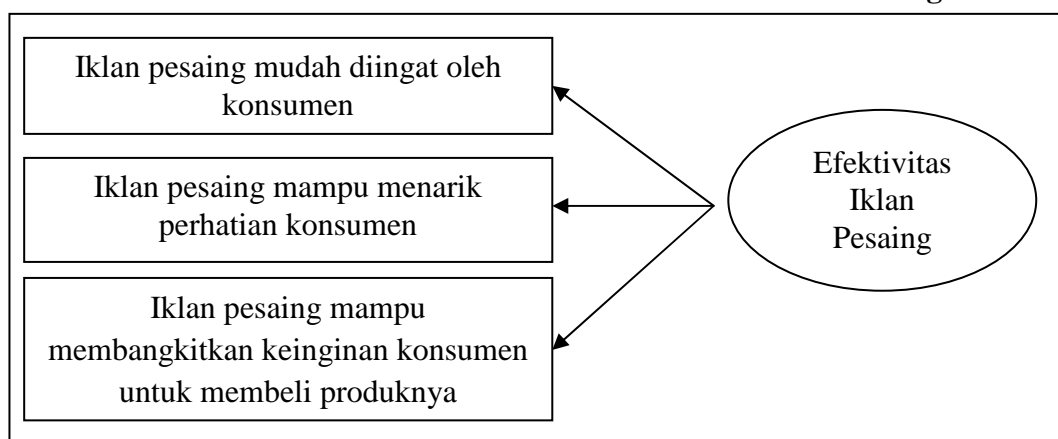 Iklan pesaing mudah diingat oleh
konsumen
Iklan pesaing mampu menarik
perhatian konsumen
Iklan pesaing mampu
membangkitkan keinginan konsumen
untuk membeli produknya
Efektivitas
Iklan
Pesaing